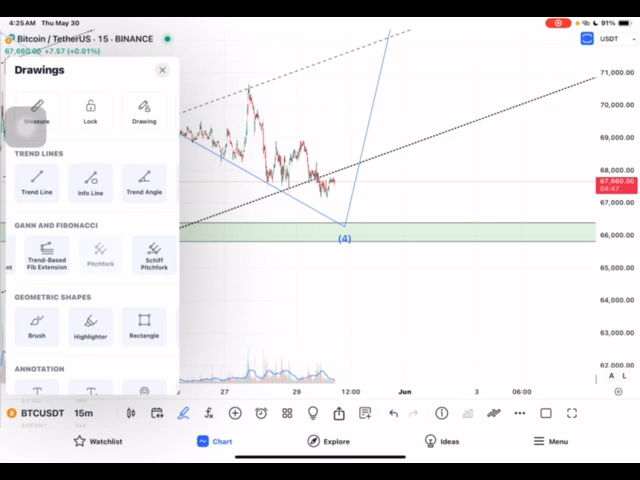 4:25 AM Thu May 30
91%
Bitcoin / TetherUS · 15 · BINANCE
USDT
67,660.00 +7.57 (+0.01%)
Drawings
Measure
Lock
Drawing
TREND LINES
Trend Line
Info Line
Trend Angle
GANN AND FIBONACCI
Trend-Based
Fib Extension
Pitchfork
Schiff
Pitchfork
GEOMETRIC SHAPES
Brush
Highlighter
Rectangle
ANNOTATION
(4)
71,000.00
70,000.00
69,000.00
68,000.00
67,660.00
04:47
67,000.00
66,000.00
65,000.00
64,000.00
63,000.00
62,000.00
27
29
12:00
Jun
3
06:00
A L
BTCUSDT 15m
Watchlist
Chart
Explore
Ideas
Menu